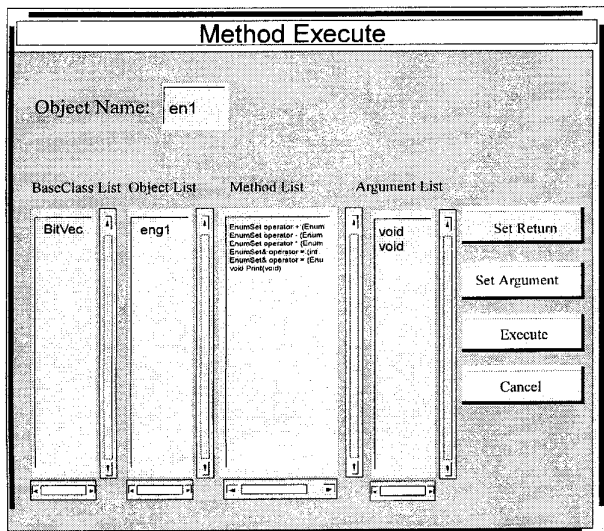 Method Execute
Object Name: en1
BaseClass List Object List Method List Argument List
BitVec
eng1
EnumSet operator + (Enum
EnumSet operator - (Enum
EnumSet operator * (Enum
EnumSet& operator = (int
EnumSet& operator = (Enu
void Print(void)
void
void
Set Return
Set Argument
Execute
Cancel